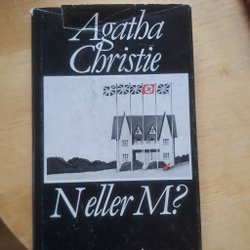 Agatha
Christie
N eller M?